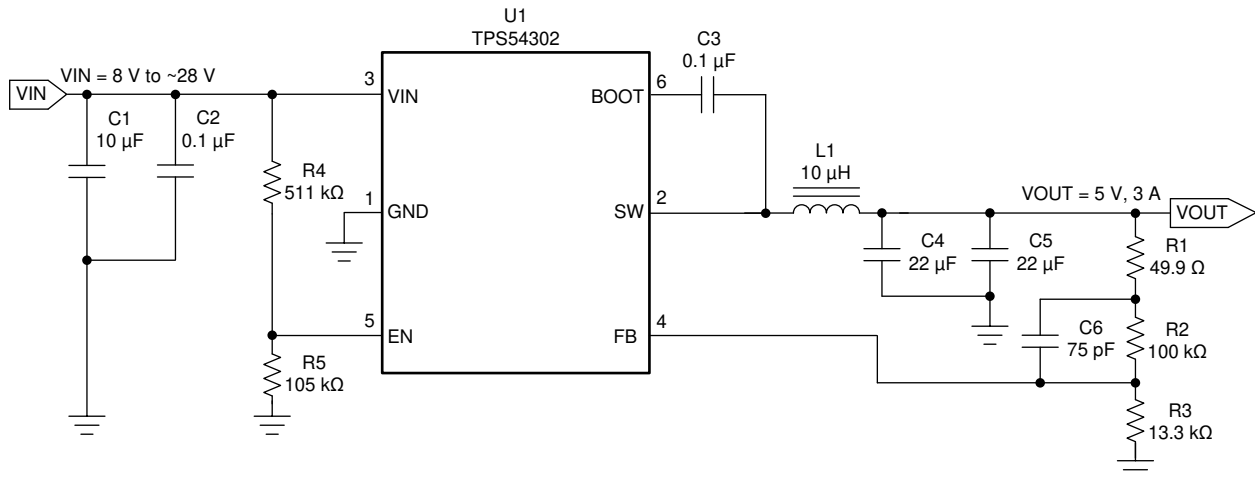 U1
TPS54302
C3
0.1 µF
VIN = 8 V to ~28 V
VIN
3
VIN
BOOT
6
C1
10 µF
C2
0.1 µF
R4
511 kΩ
L1
10 µH
1
GND
SW
2
VOUT = 5 V, 3 A
VOUT
C4
22 µF
C5
22 µF
R1
49.9 Ω
5
EN
FB
4
C6
75 pF
R2
100 kΩ
R5
105 kΩ
R3
13.3 kΩ